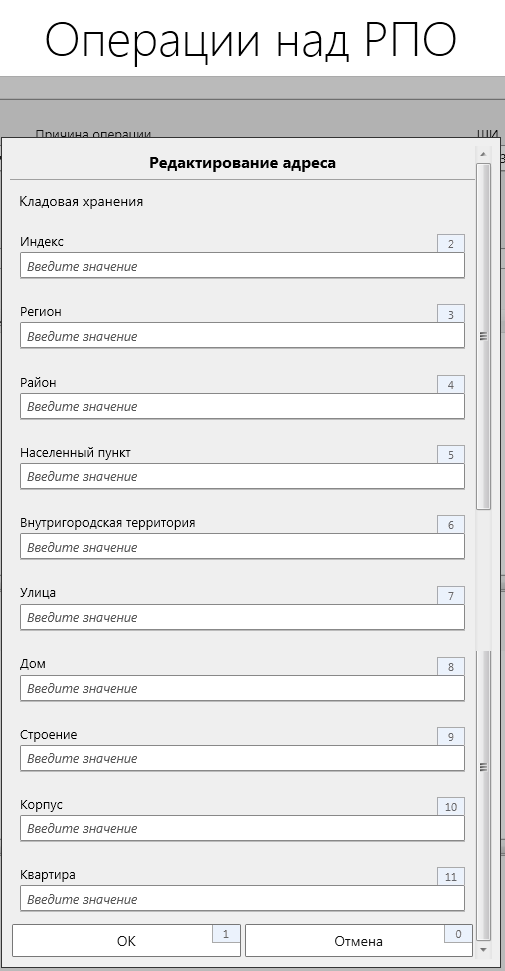 Операции над РПО
Причина операции
ШИ
Редактирование адреса
Кладовая хранения
Индекс 2
Введите значение
Регион 3
Введите значение
Район 4
Введите значение
Населенный пункт 5
Введите значение
Внутригородская территория 6
Введите значение
Улица 7
Введите значение
Дом 8
Введите значение
Строение 9
Введите значение
Корпус 10
Введите значение
Квартира 11
Введите значение
ОК 1 Отмена 0